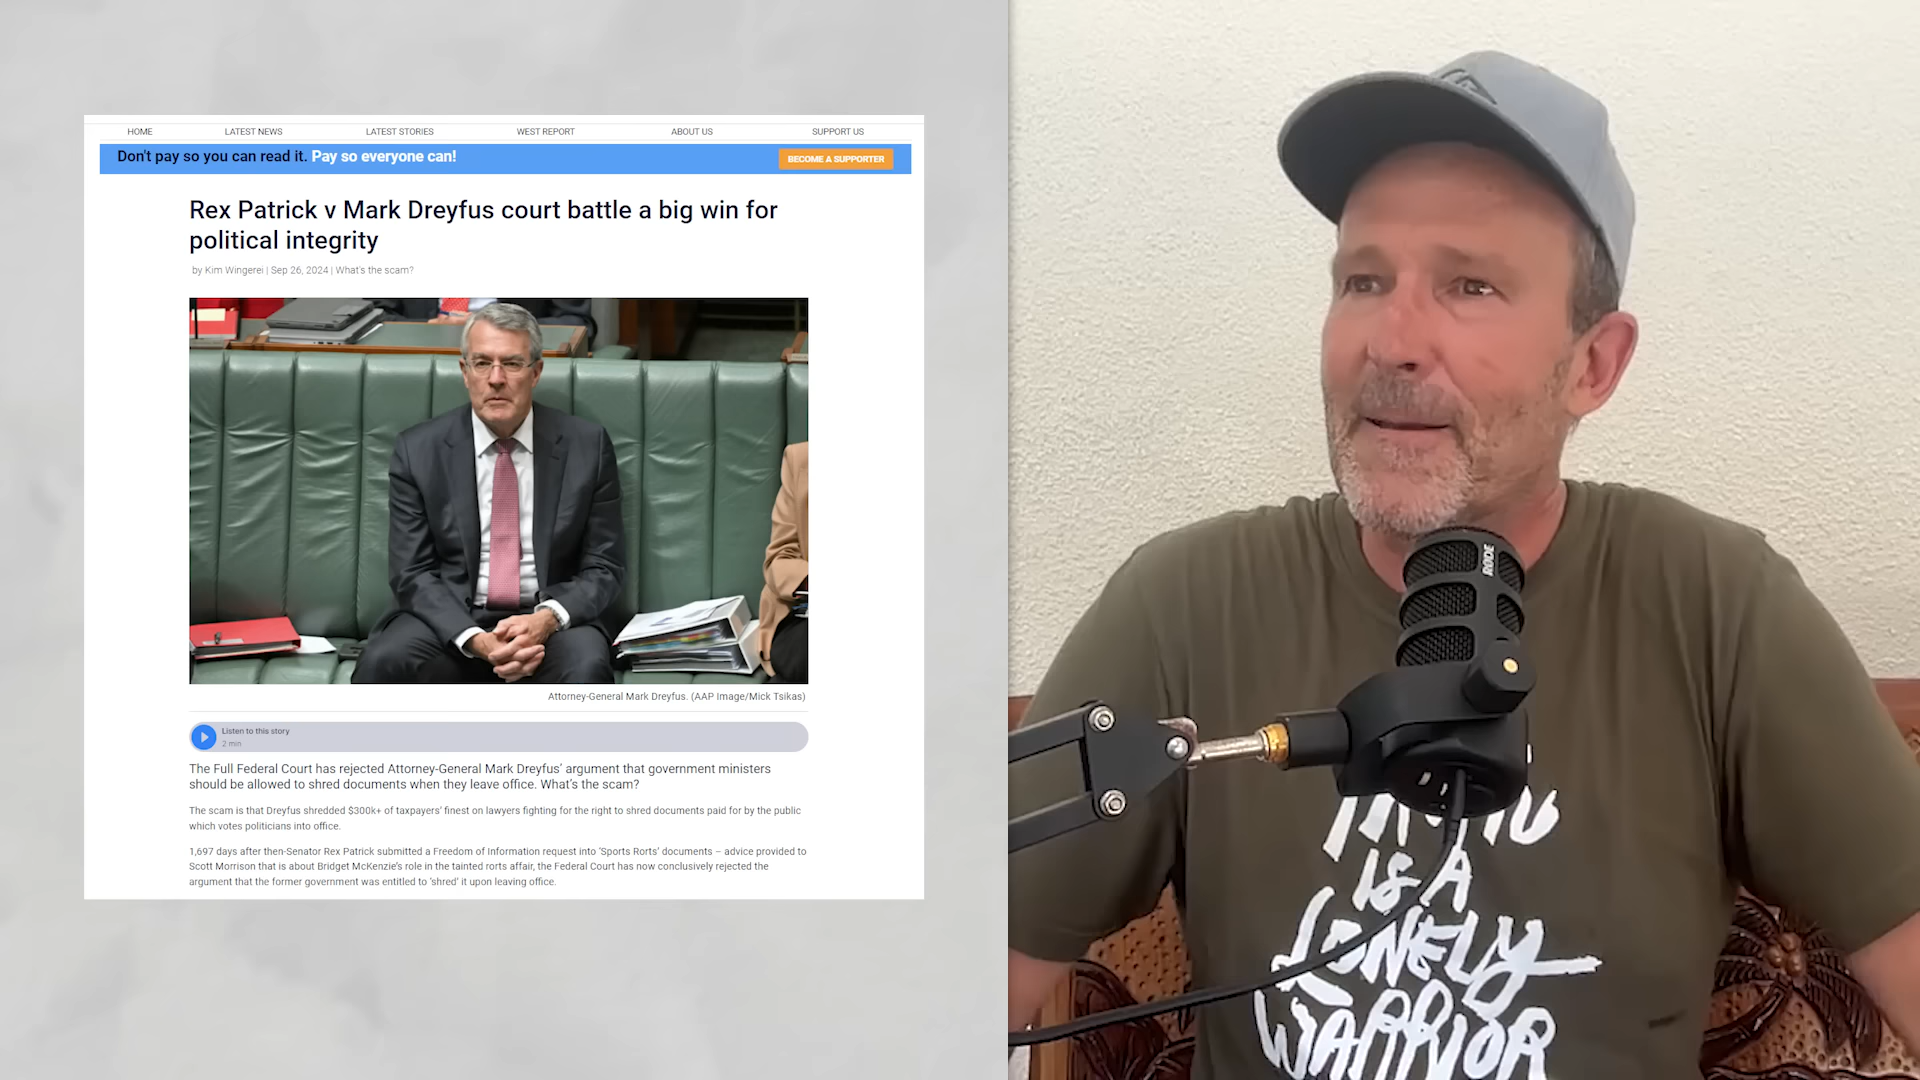 HOME LATEST NEWS LATEST STORIES WEST REPORT ABOUT US SUPPORT US
Don't pay so you can read it. Pay so everyone can!
BECOME A SUPPORTER
Rex Patrick v Mark Dreyfus court battle a big win for
political integrity
by Kim Wingerei | Sep 26, 2024 | What's the scam?
Attorney-General Mark Dreyfus. (AAP Image/Mick Tsikas)
Listen to this story
2 min
The Full Federal Court has rejected Attorney-General Mark Dreyfus' argument that government ministers
should be allowed to shred documents when they leave office. What's the scam?
The scam is that Dreyfus shredded $300k+ of taxpayers' finest on lawyers fighting for the right to shred documents paid for by the public
which votes politicians into office.
1,697 days after then-Senator Rex Patrick submitted a Freedom of Information request into 'Sports Rorts' documents – advice provided to
Scott Morrison that is about Bridget McKenzie's role in the tainted rorts affair, the Federal Court has now conclusively rejected the
argument that the former government was entitled to 'shred' it upon leaving office.
RODE
IS A
LONELY
WARRIOR